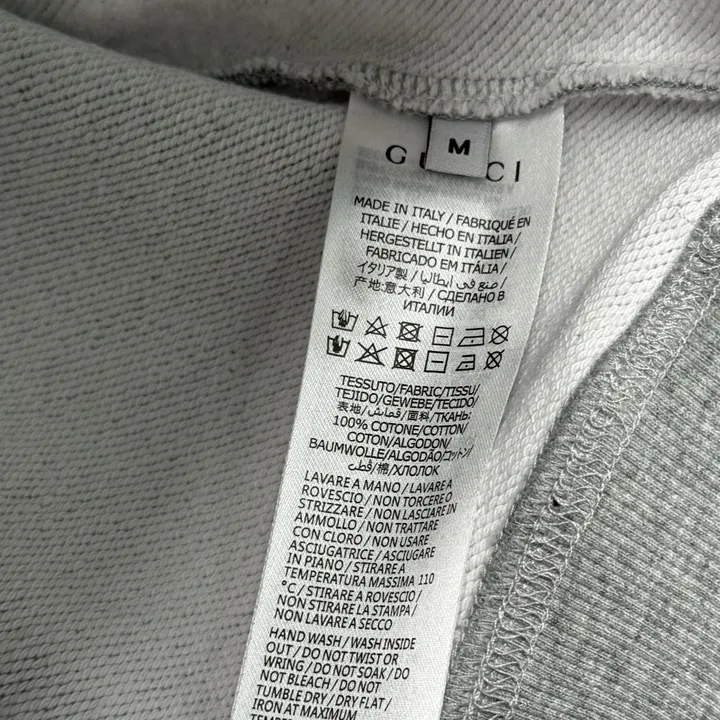 M
G CI
MADE IN ITALY / FABRIQUÉ EN
ITALIE / HECHO EN ITALIA /
HERGESTELLT IN ITALIEN /
FABRICADO EM ITÁLIA /
イタリア製 / صنع في ايطاليا /
产地:意大利 / СДЕЛАНО В
ИТАЛИИ
TESSUTO/FABRIC/TISSU/
TEJIDO/GEWEBE/TECIDO/
表地/قماش/面料/ТКАНЬ:
100% COTONE/COTTON/
COTON/ALGODON/
BAUMWOLLE/ALGODÃO/コットン/
قطن/棉/ХЛОПОК
LAVARE A MANO / LAVARE A
ROVESCIO / NON TORCERE O
STRIZZARE / NON LASCIARE IN
AMMOLLO / NON TRATTARE
CON CLORO / NON USARE
ASCIUGATRICE / ASCIUGARE
IN PIANO / STIRARE A
TEMPERATURA MASSIMA 110
°C / STIRARE A ROVESCIO /
NON STIRARE LA STAMPA /
NON LAVARE A SECCO
HAND WASH / WASH INSIDE
OUT / DO NOT TWIST OR
WRING / DO NOT SOAK / DO
NOT BLEACH / DO NOT
TUMBLE DRY / DRY FLAT /
IRON AT MAXIMUM